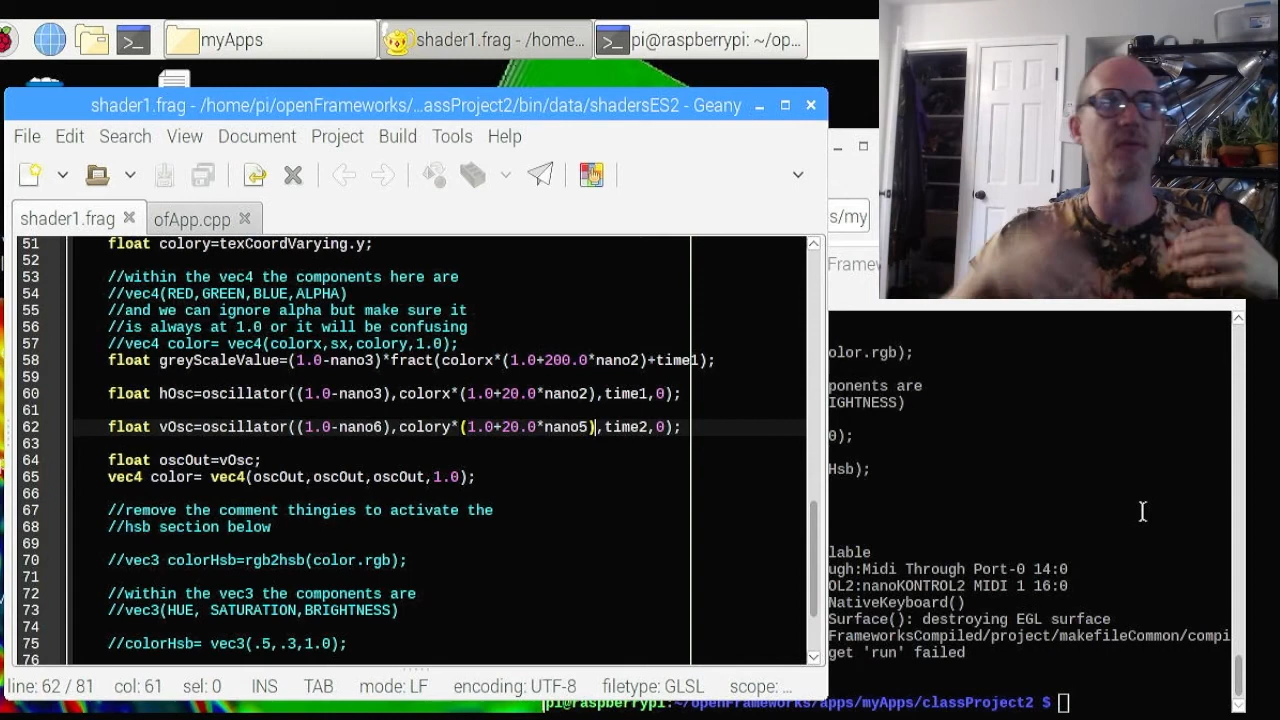 myApps
shader1.frag - /home...
pi@raspberrypi: ~/op...
shader1.frag - /home/pi/openFrameworks/...assProject2/bin/data/shadersES2 - Geany
File Edit Search View Document Project Build Tools Help
shader1.frag
ofApp.cpp
s/my
Framew
51 float colory=texCoordVarying.y;
52
53 //within the vec4 the components here are
54 //vec4(RED,GREEN,BLUE,ALPHA)
55 //and we can ignore alpha but make sure it
56 //is always at 1.0 or it will be confusing
57 //vec4 color= vec4(colorx,sx,colory,1.0);
58 float greyScaleValue=(1.0-nano3)*fract(colorx*(1.0+200.0*nano2)+time1);
59
60 float hOsc=oscillator((1.0-nano3),colorx*(1.0+20.0*nano2),time1,0);
61
62 float vOsc=oscillator((1.0-nano6),colory*(1.0+20.0*nano5),time2,0);
63
64 float oscOut=vOsc;
65 vec4 color= vec4(oscOut,oscOut,oscOut,1.0);
66
67 //remove the comment thingies to activate the
68 //hsb section below
69
70 //vec3 colorHsb=rgb2hsb(color.rgb);
71
72 //within the vec3 the components are
73 //vec3(HUE, SATURATION,BRIGHTNESS)
74
75 //colorHsb= vec3(.5,.3,1.0);
76
line: 62 / 81 col: 61 sel: 0 INS TAB mode: LF encoding: UTF-8 filetype: GLSL scope: ...
olor.rgb);
ponents are
IGHTNESS)
0);
Hsb);
lable
ugh:Midi Through Port-0 14:0
OL2:nanoKONTROL2 MIDI 1 16:0
NativeKeyboard()
Surface(): destroying EGL surface
FrameworksCompiled/project/makefileCommon/compi
get 'run' failed
pi@raspberrypi:~/openFrameworks/apps/myApps/classProject2 $